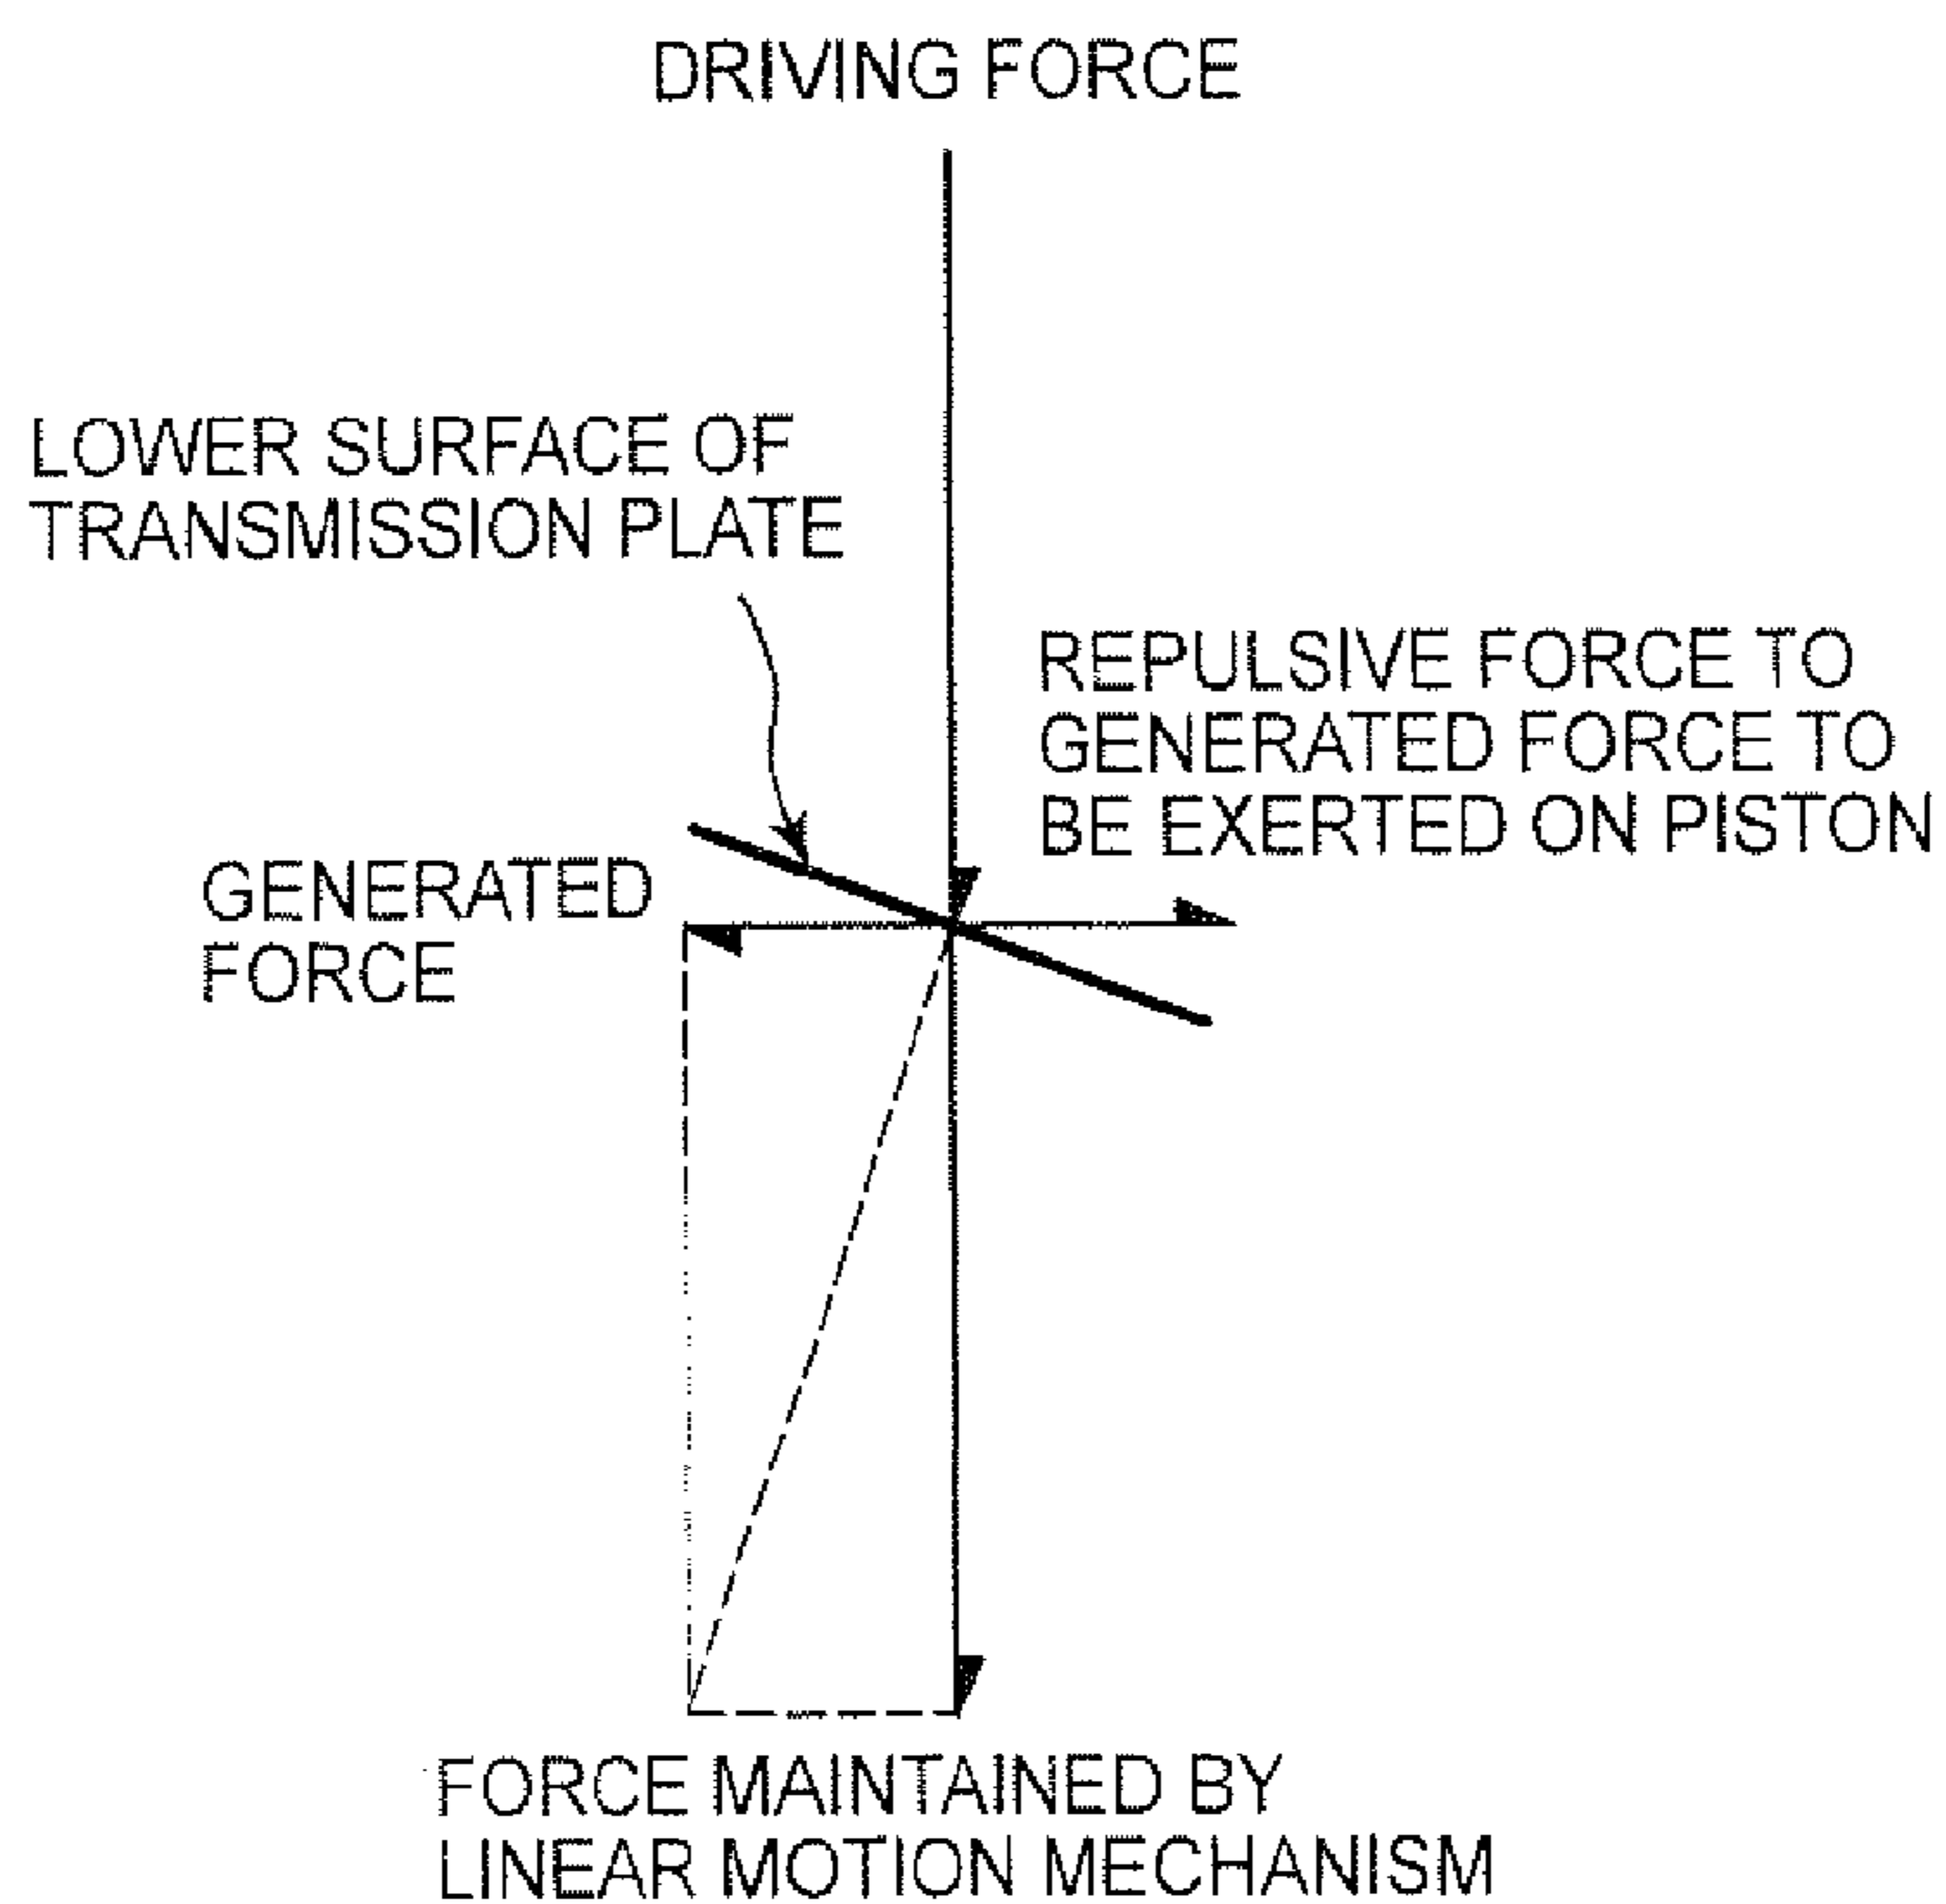 DRIVING FORCE
LOWER SURFACE OF
TRANSMISSION PLATE
REPULSIVE FORCE TO
GENERATED FORCE TO
BE EXERTED ON PISTON
GENERATED
FORCE
FORCE MAINTAINED BY
LINEAR MOTION MECHANISM